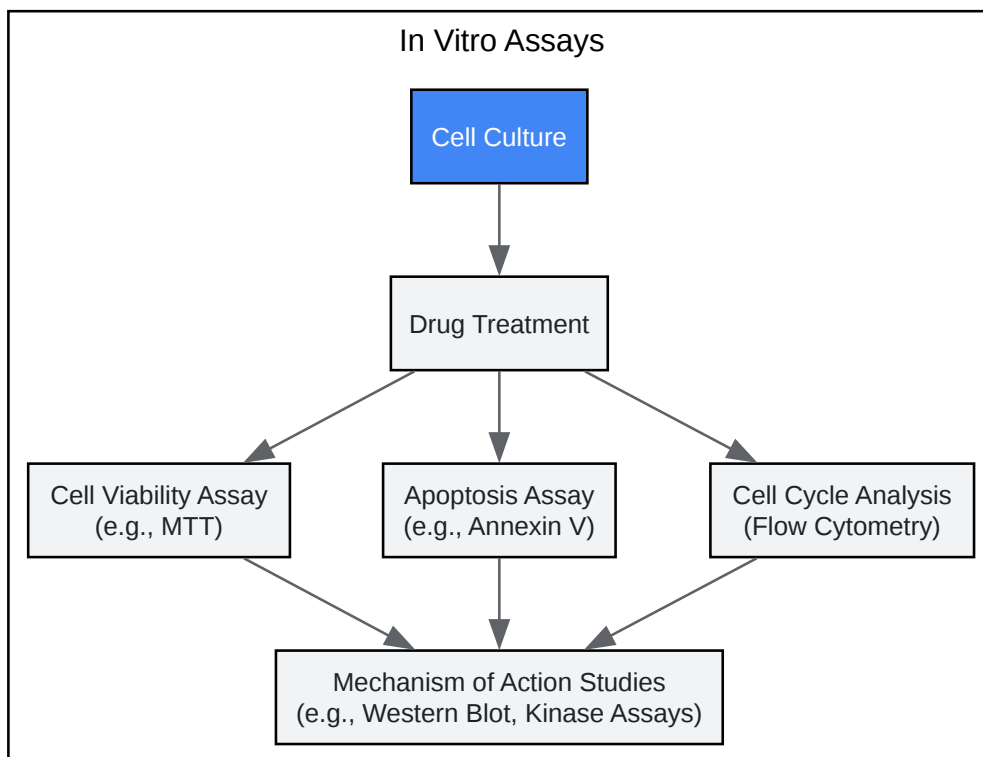 In Vitro Assays
Cell Culture
Drug Treatment
Cell Viability Assay
(e.g., MTT)
Apoptosis Assay
(e.g., Annexin V)
Cell Cycle Analysis
(Flow Cytometry)
Mechanism of Action Studies
(e.g., Western Blot, Kinase Assays)